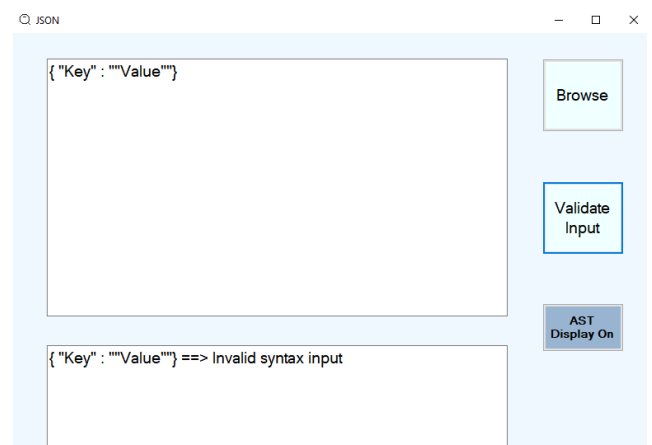 JSON
{ "Key" : ""Value""}
Browse
Validate
Input
AST
Display On
{ "Key" : ""Value""} ==> Invalid syntax input